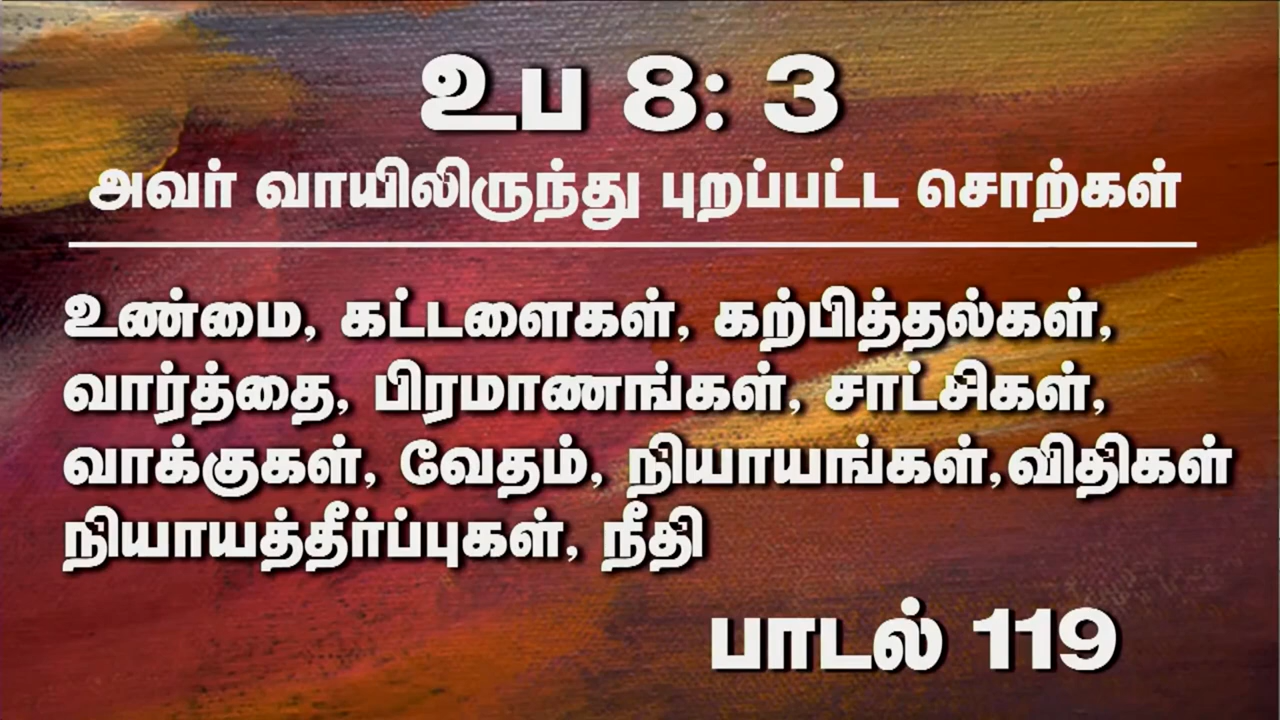 உப 8: 3
அவர் வாயிலிருந்து புறப்பட்ட சொற்கள்
உண்மை, கட்டளைகள், கற்பித்தல்கள்,
வார்த்தை, பிரமாணங்கள், சாட்சிகள்,
வாக்குகள், வேதம், நியாயங்கள்,விதிகள்
நியாயத்தீர்ப்புகள், நீதி
பாடல் 119